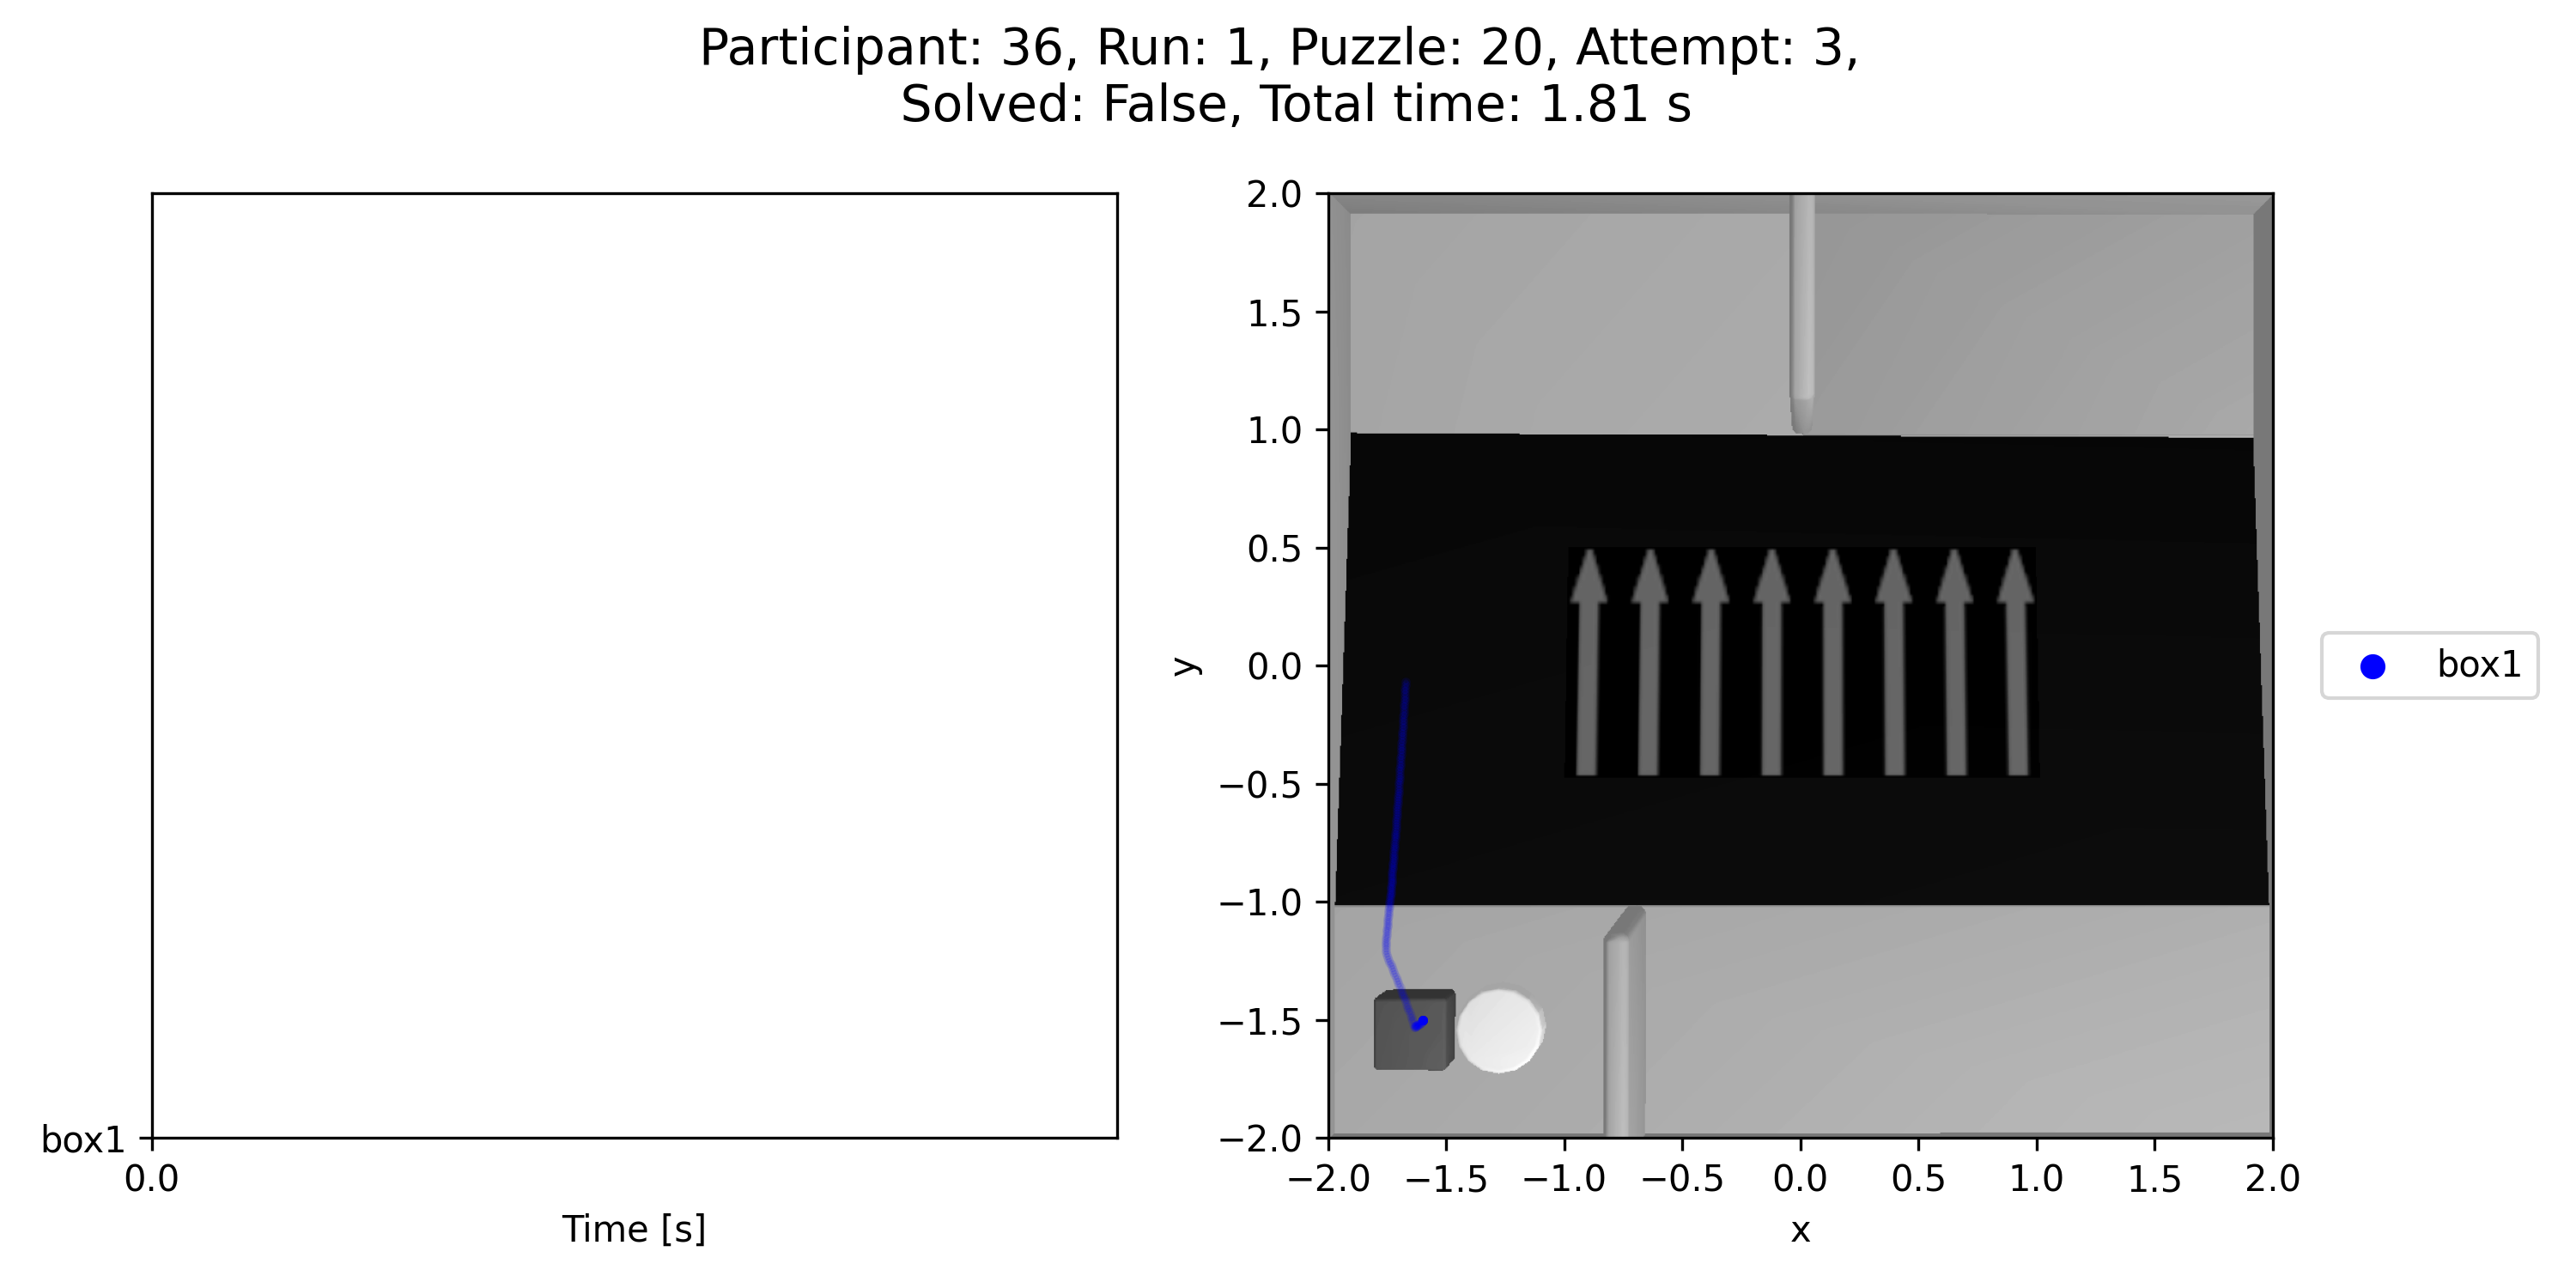 Participant: 36, Run: 1, Puzzle: 20, Attempt: 3,
Solved: False, Total time: 1.81 s
box1
0.0
Time [s]
2.0
1.5
1.0
0.5
0.0
−0.5
−1.0
−1.5
−2.0
y
−2.0 −1.5 −1.0 −0.5 0.0 0.5 1.0 1.5 2.0
x
box1